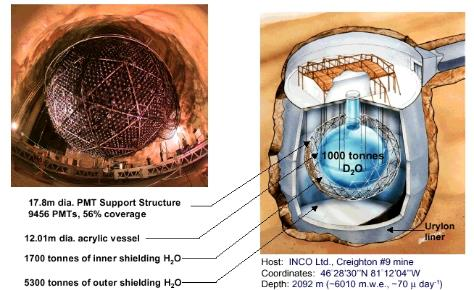 1000 tonnes
D₂O
17.8m dia. PMT Support Structure
9456 PMTs, 56% coverage
12.01m dia. acrylic vessel
1700 tonnes of inner shielding H₂O
5300 tonnes of outer shielding H₂O
Urylon
liner
Host: INCO Ltd., Creighton #9 mine
Coordinates: 46°28'30"N 81°12'04"W
Depth: 2092 m (~6010 m.w.e., ~70 μ day⁻¹)